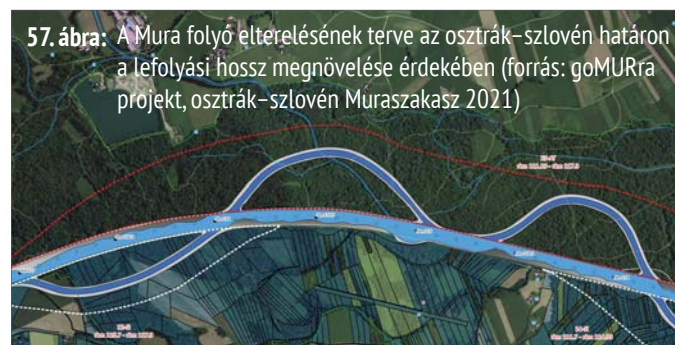 57. ábra: A Mura folyó elterelésének terve az osztrák–szlovén határon
a lefolyási hossz megnövelése érdekében (forrás: goMURra
projekt, osztrák–szlovén Muraszakasz 2021)